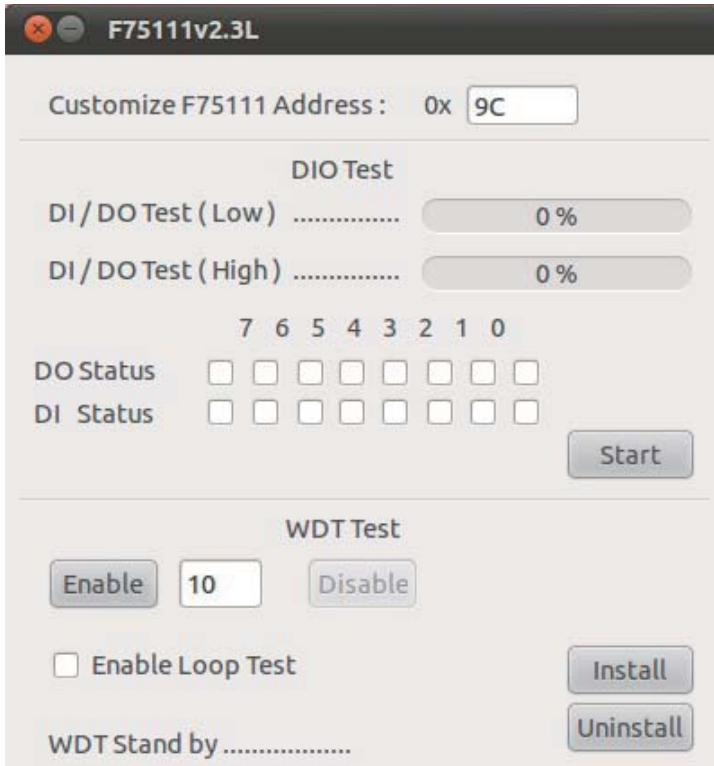 F75111v2.3L
Customize F75111 Address : 0x 9C
DIO Test
DI / DO Test ( Low ) ............... 0 %
DI / DO Test ( High ) ............... 0 %
7 6 5 4 3 2 1 0
DO Status
DI Status
Start
WDT Test
Enable 10 Disable
Enable Loop Test
Install
Uninstall
WDT Stand by ..................